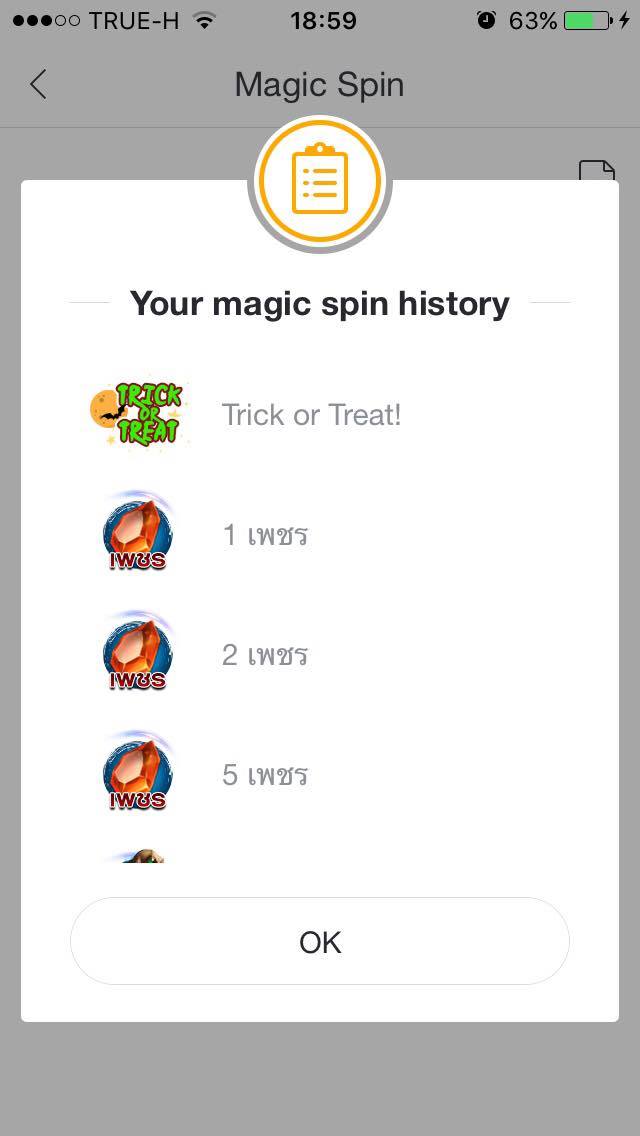 TRUE-H
18:59
63%
Magic Spin
Your magic spin history
TRICK
OR
TREAT
Trick or Treat!
เพชร
1 เพชร
เพชร
2 เพชร
เพชร
5 เพชร
OK